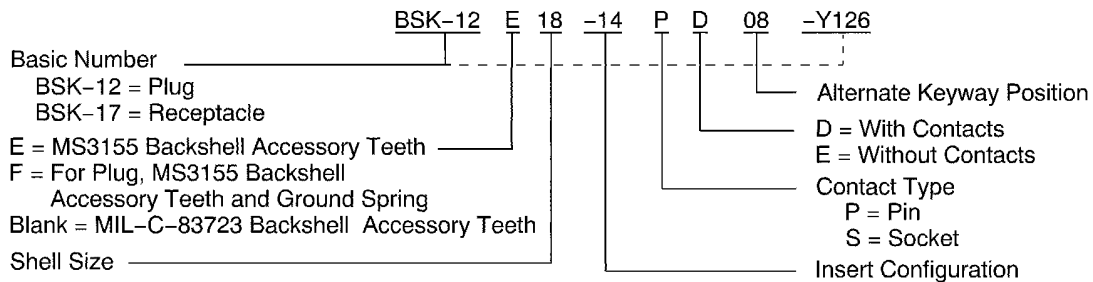 BSK-12 E 18 -14 P D 08 -Y126
Basic Number
BSK-12 = Plug
BSK-17 = Receptacle
E = MS3155 Backshell Accessory Teeth
F = For Plug, MS3155 Backshell
Accessory Teeth and Ground Spring
Blank = MIL-C-83723 Backshell Accessory Teeth
Shell Size
Alternate Keyway Position
D = With Contacts
E = Without Contacts
Contact Type
P = Pin
S = Socket
Insert Configuration